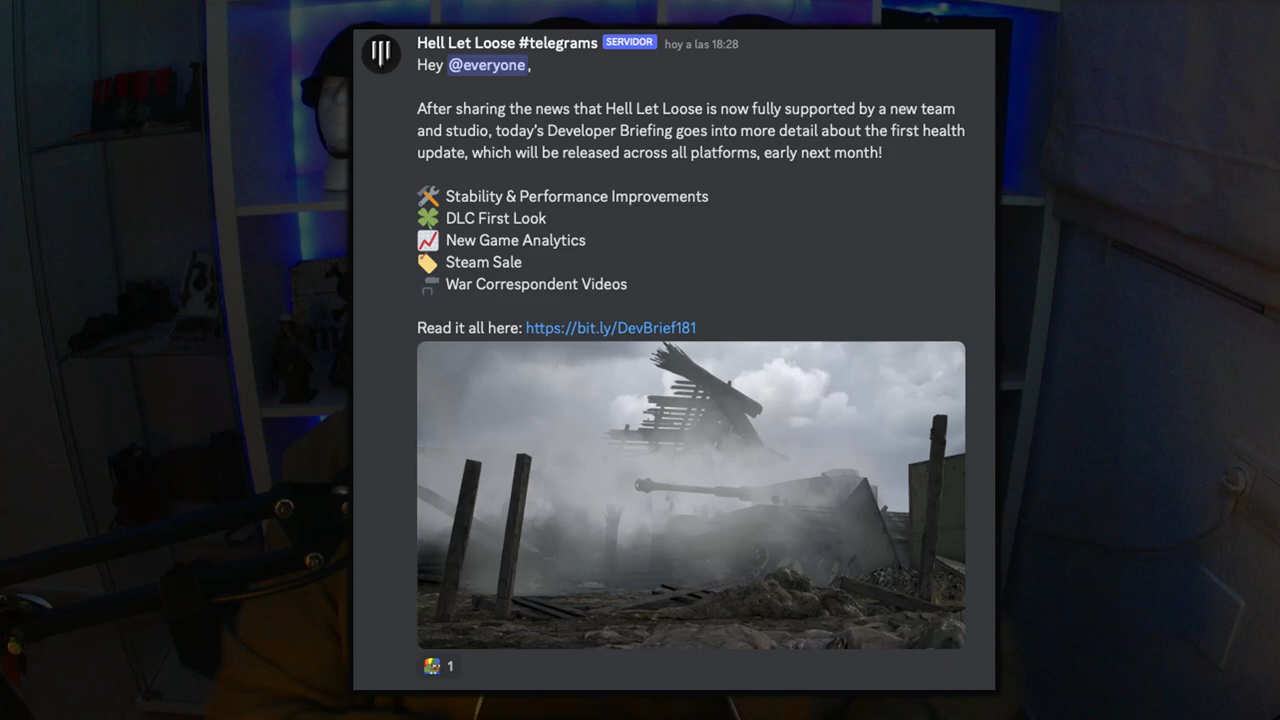 Hell Let Loose #telegrams SERVIDOR hoy a las 18:28
Hey @everyone,
After sharing the news that Hell Let Loose is now fully supported by a new team
and studio, today's Developer Briefing goes into more detail about the first health
update, which will be released across all platforms, early next month!
Stability & Performance Improvements
DLC First Look
New Game Analytics
Steam Sale
War Correspondent Videos
Read it all here: https://bit.ly/DevBrief181
1